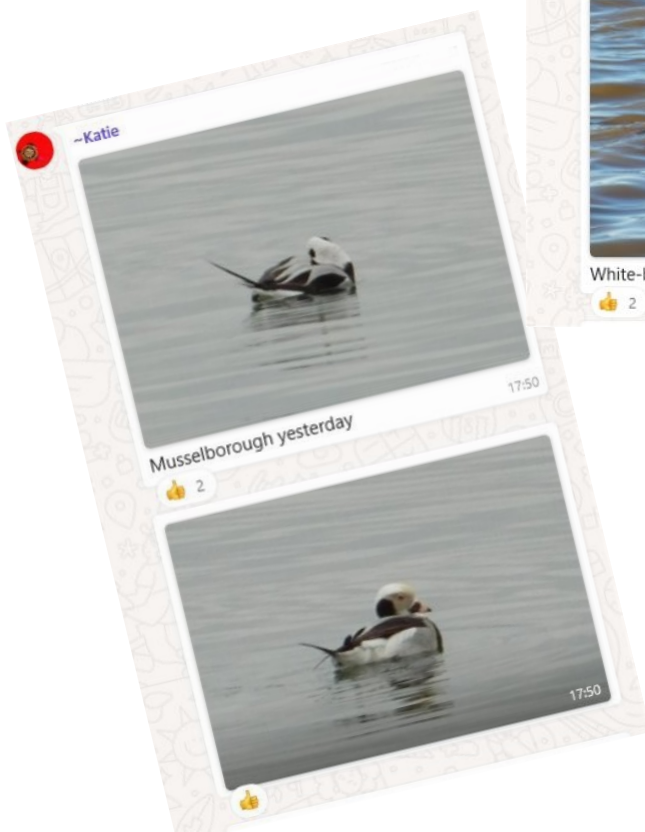 ~Katie
17:50
Musselborough yesterday
👍 2
17:50
👍
White-
👍 2